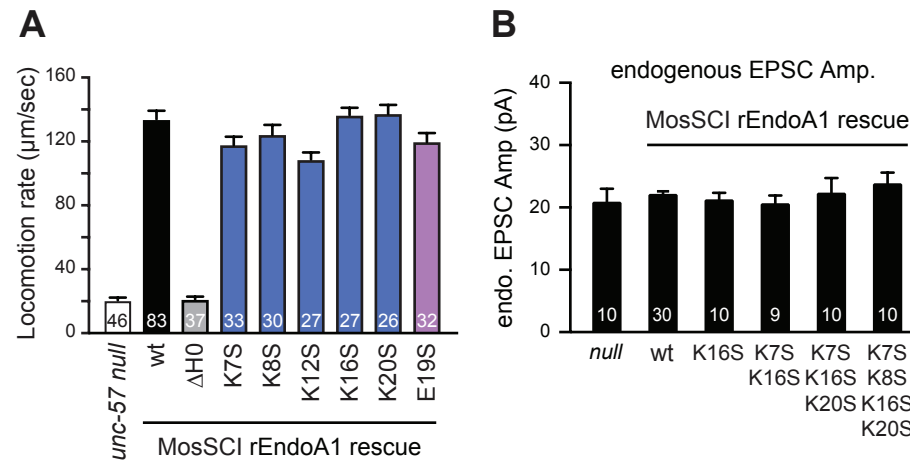 A
Locomotion rate (µm/sec)
160
120
80
40
0
46
83
37
33
30
27
27
26
32
unc-57 null
wt
ΔH0
K7S
K8S
K12S
K16S
K20S
E19S
MosSCI rEndoA1 rescue
B
endogenous EPSC Amp.
MosSCI rEndoA1 rescue
endo. EPSC Amp (pA)
40
30
20
10
0
10
30
10
9
10
10
null
wt
K16S
K7S
K16S
K7S
K16S
K20S
K7S
K8S
K16S
K20S